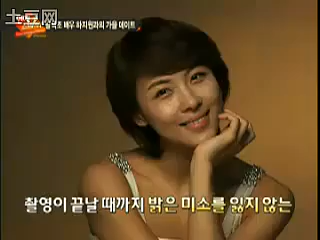 土豆网
배우 하지원과의 가을 데이트
촬영이 끝날 때까지 밝은 미소를 잃지 않는